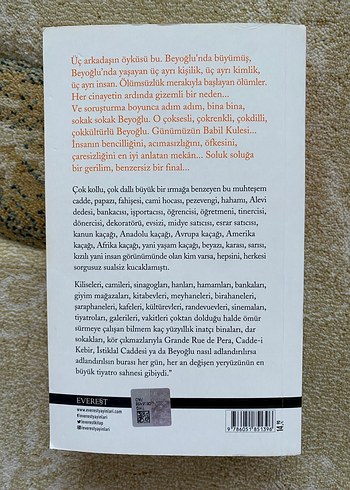 Üç arkadaşın öyküsü bu. Beyoğlu'nda büyümüş,
Beyoğlu'nda yaşayan üç ayrı kişilik, üç ayrı kimlik,
üç ayrı insan. Ölümsüzlük merakıyla başlayan ölümler.
Her cinayetin ardında gizemli bir neden...
Ve soruşturma boyunca adım adım, bina bina,
sokak sokak Beyoğlu. O çoksesli, çokrenkli, çokdilli,
çokkültürlü Beyoğlu. Günümüzün Babil Kulesi...
İnsanın bencilliğini, acımasızlığını, öfkesini,
çaresizliğini en iyi anlatan mekân... Soluk soluğa
bir gerilim, benzersiz bir final...
Çok kollu, çok dallı büyük bir ırmağa benzeyen bu muhteşem
cadde, papazı, fahişesi, cami hocası, pezevengi, hahamı, Alevi
dedesi, bankacısı, işportacısı, öğrencisi, öğretmeni, tinercisi,
dönercisi, dekoratörü, evsizi, midye satıcısı, esrar satıcısı,
kanun kaçağı, Anadolu kaçağı, Avrupa kaçağı, Amerika
kaçağı, Afrika kaçağı, yani yaşam kaçağı, beyazı, karası, sarısı,
kızılı yani insan görünümünde olan kim varsa, hepsini, herkesi
sorgusuz sualsiz kucaklamıştı.
Kiliseleri, camileri, sinagogları, hanları, hamamları, bankaları,
giyim mağazaları, kitabevleri, meyhaneleri, birahaneleri,
şaraphaneleri, kafeleri, kültürevleri, randevuevleri, sinemaları,
tiyatroları, galerileri, vakitleri çoktan dolduğu halde ömür
sürmeye çalışan bilmem kaç yüzyıllık inatçı binaları, dar
sokakları, kör çıkmazlarıyla Grande Rue de Pera, Cadde-i
Kebir, İstiklal Caddesi ya da Beyoğlu nasıl adlandırılırsa
adlandırılsın burası her gün, her an değişen yeryüzünün en
büyük tiyatro sahnesi gibiydi."
EVEREST
www.everestyayinlari.com
/everestyayinlari
/everestkitap
/everestyayinlari
9 786051 851396